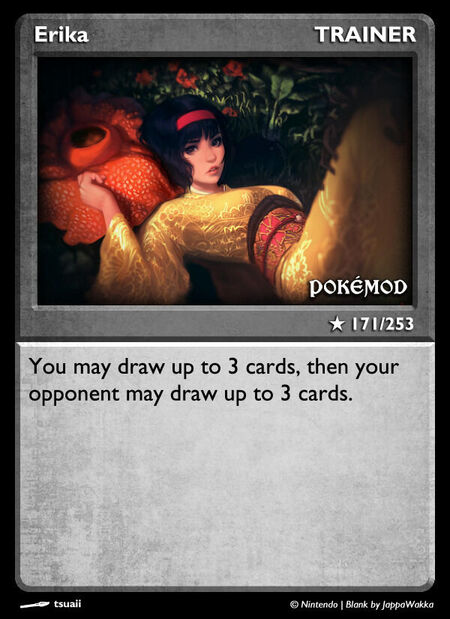 Erika TRAINER
POKÉMOD
★ 171/253
You may draw up to 3 cards, then your
opponent may draw up to 3 cards.
tsuaii © Nintendo | Blank by JappaWakka